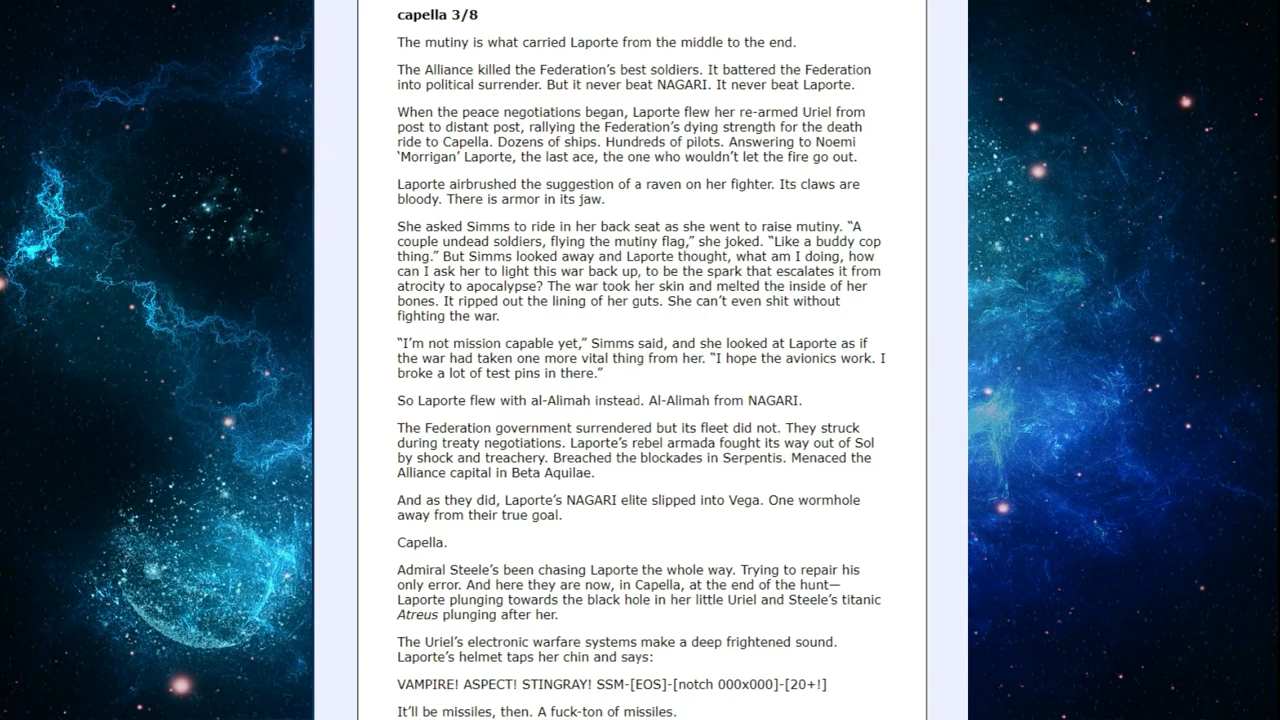 capella 3/8
The mutiny is what carried Laporte from the middle to the end.
The Alliance killed the Federation’s best soldiers. It battered the Federation
into political surrender. But it never beat NAGARI. It never beat Laporte.
When the peace negotiations began, Laporte flew her re-armed Uriel from
post to distant post, rallying the Federation’s dying strength for the death
ride to Capella. Dozens of ships. Hundreds of pilots. Answering to Noemi
‘Morrigan’ Laporte, the last ace, the one who wouldn’t let the fire go out.
Laporte airbrushed the suggestion of a raven on her fighter. Its claws are
bloody. There is armor in its jaw.
She asked Simms to ride in her back seat as she went to raise mutiny. “A
couple undead soldiers, flying the mutiny flag,” she joked. “Like a buddy cop
thing.” But Simms looked away and Laporte thought, what am I doing, how
can I ask her to light this war back up, to be the spark that escalates it from
atrocity to apocalypse? The war took her skin and melted the inside of her
bones. It ripped out the lining of her guts. She can’t even shit without
fighting the war.
“I’m not mission capable yet,” Simms said, and she looked at Laporte as if
the war had taken one more vital thing from her. “I hope the avionics work. I
broke a lot of test pins in there.”
So Laporte flew with al-Alimah instead. Al-Alimah from NAGARI.
The Federation government surrendered but its fleet did not. They struck
during treaty negotiations. Laporte’s rebel armada fought its way out of Sol
by shock and treachery. Breached the blockades in Serpentis. Menaced the
Alliance capital in Beta Aquilae.
And as they did, Laporte’s NAGARI elite slipped into Vega. One wormhole
away from their true goal.
Capella.
Admiral Steele’s been chasing Laporte the whole way. Trying to repair his
only error. And here they are now, in Capella, at the end of the hunt—
Laporte plunging towards the black hole in her little Uriel and Steele’s titanic
Atreus plunging after her.
The Uriel’s electronic warfare systems make a deep frightened sound.
Laporte’s helmet taps her chin and says:
VAMPIRE! ASPECT! STINGRAY! SSM-[EOS]-[notch 000x000]-[20+!]
It’ll be missiles, then. A fuck-ton of missiles.